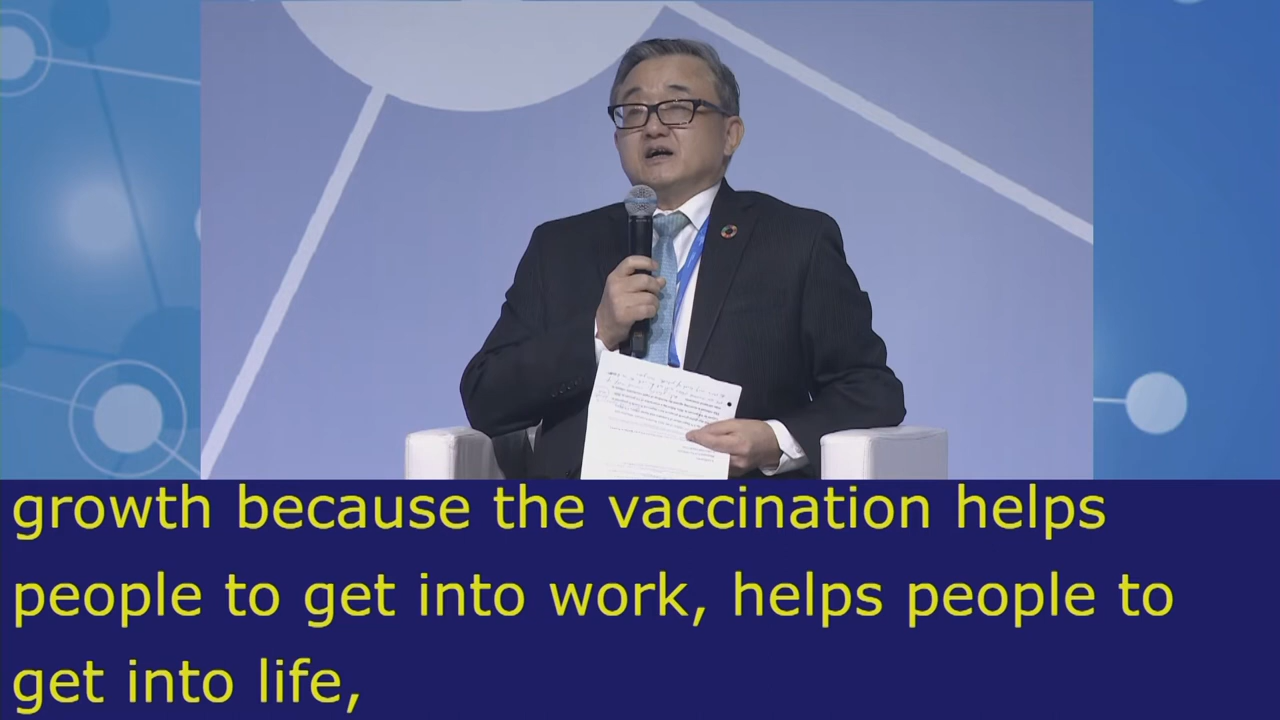 growth because the vaccination helps
people to get into work, helps people to
get into life,